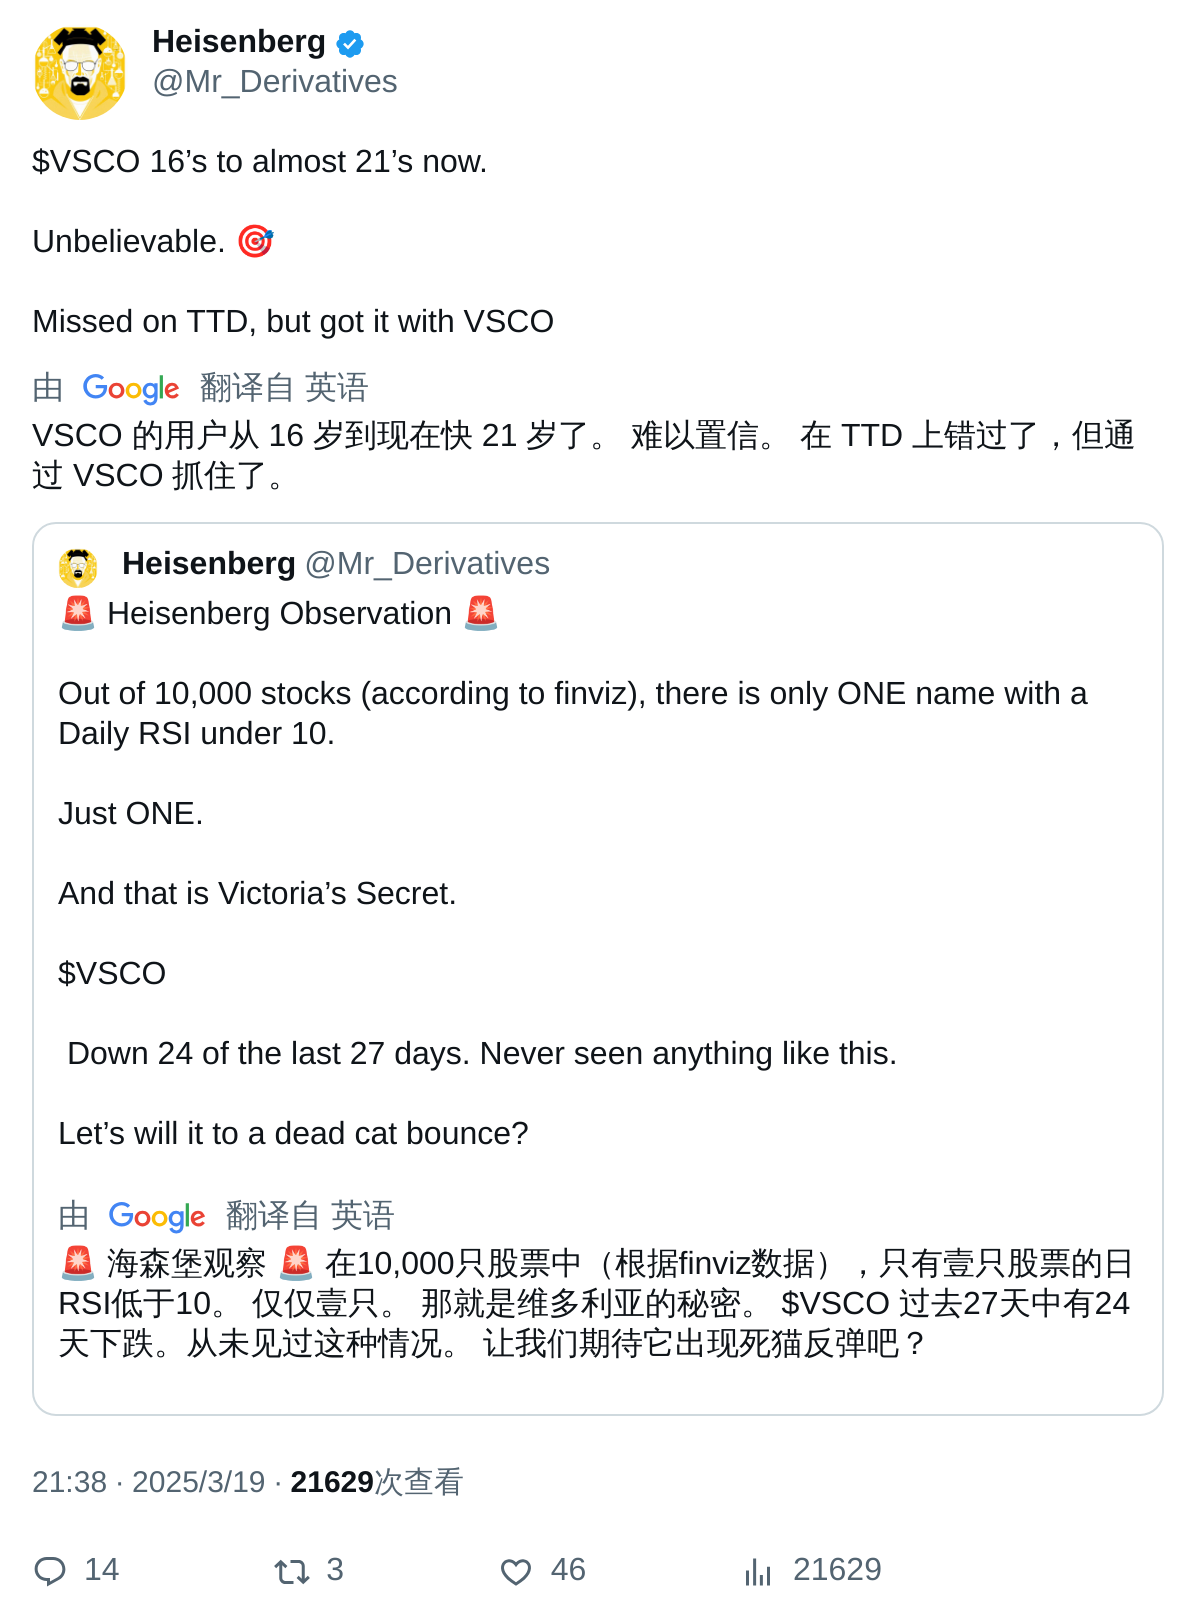 Heisenberg
@Mr_Derivatives
$VSCO 16’s to almost 21’s now.
Unbelievable. 🎯
Missed on TTD, but got it with VSCO
由 Google 翻译自 英语
VSCO 的用户从 16 岁到现在快 21 岁了。 难以置信。 在 TTD 上错过了，但通
过 VSCO 抓住了。
Heisenberg @Mr_Derivatives
🚨 Heisenberg Observation 🚨
Out of 10,000 stocks (according to finviz), there is only ONE name with a
Daily RSI under 10.
Just ONE.
And that is Victoria’s Secret.
$VSCO
Down 24 of the last 27 days. Never seen anything like this.
Let’s will it to a dead cat bounce?
由 Google 翻译自 英语
🚨 海森堡观察 🚨 在10,000只股票中（根据finviz数据），只有壹只股票的日
RSI低于10。 仅仅壹只。 那就是维多利亚的秘密。 $VSCO 过去27天中有24
天下跌。从未见过这种情况。 让我们期待它出现死猫反弹吧？
21:38 · 2025/3/19 · 21629次查看
14 3 46 21629